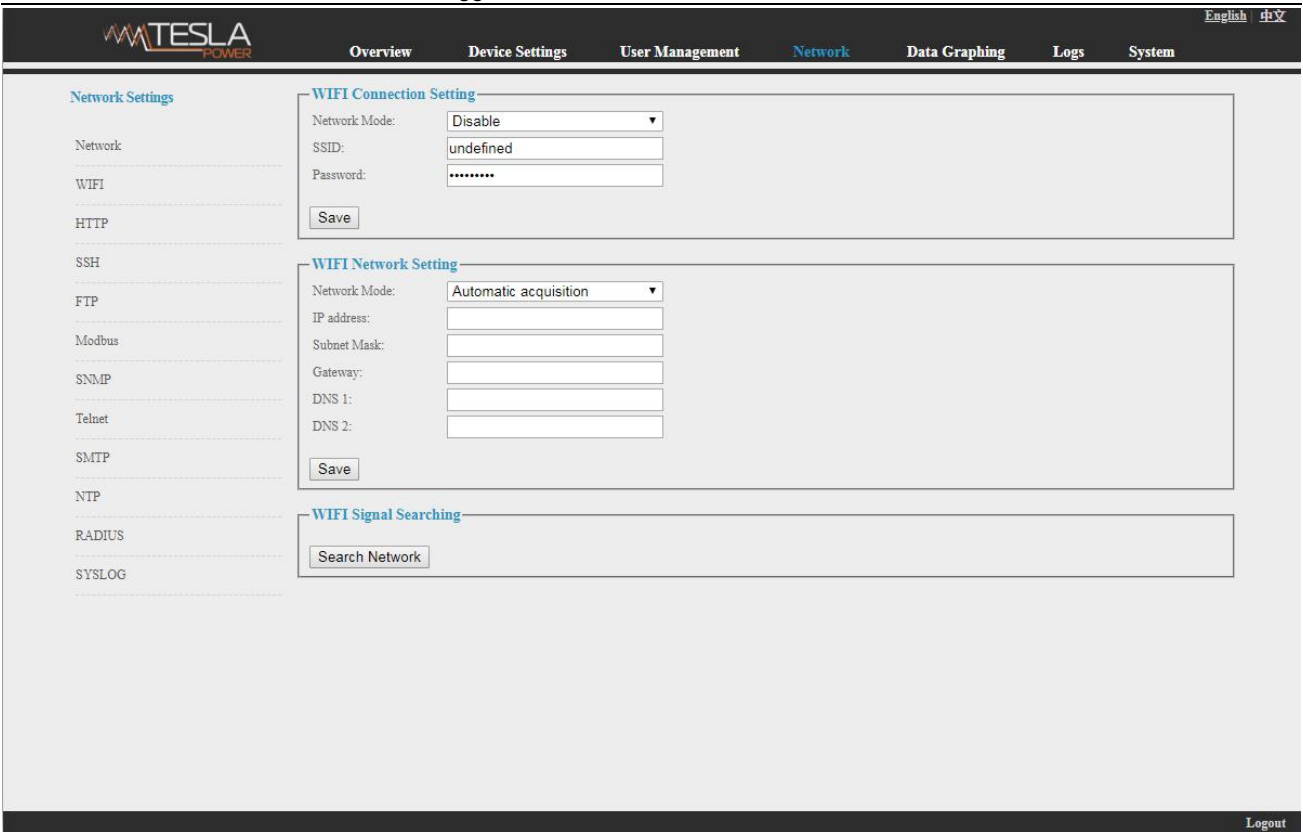 gg
English | 中文
TESLA
POWER
Overview Device Settings User Management Network Data Graphing Logs System
Network Settings
Network
WIFI
HTTP
SSH
FTP
Modbus
SNMP
Telnet
SMTP
NTP
RADIUS
SYSLOG
WIFI Connection Setting
Network Mode: Disable
SSID: undefined
Password: •••••••••
Save
WIFI Network Setting
Network Mode: Automatic acquisition
IP address:
Subnet Mask:
Gateway:
DNS 1:
DNS 2:
Save
WIFI Signal Searching
Search Network
Logout